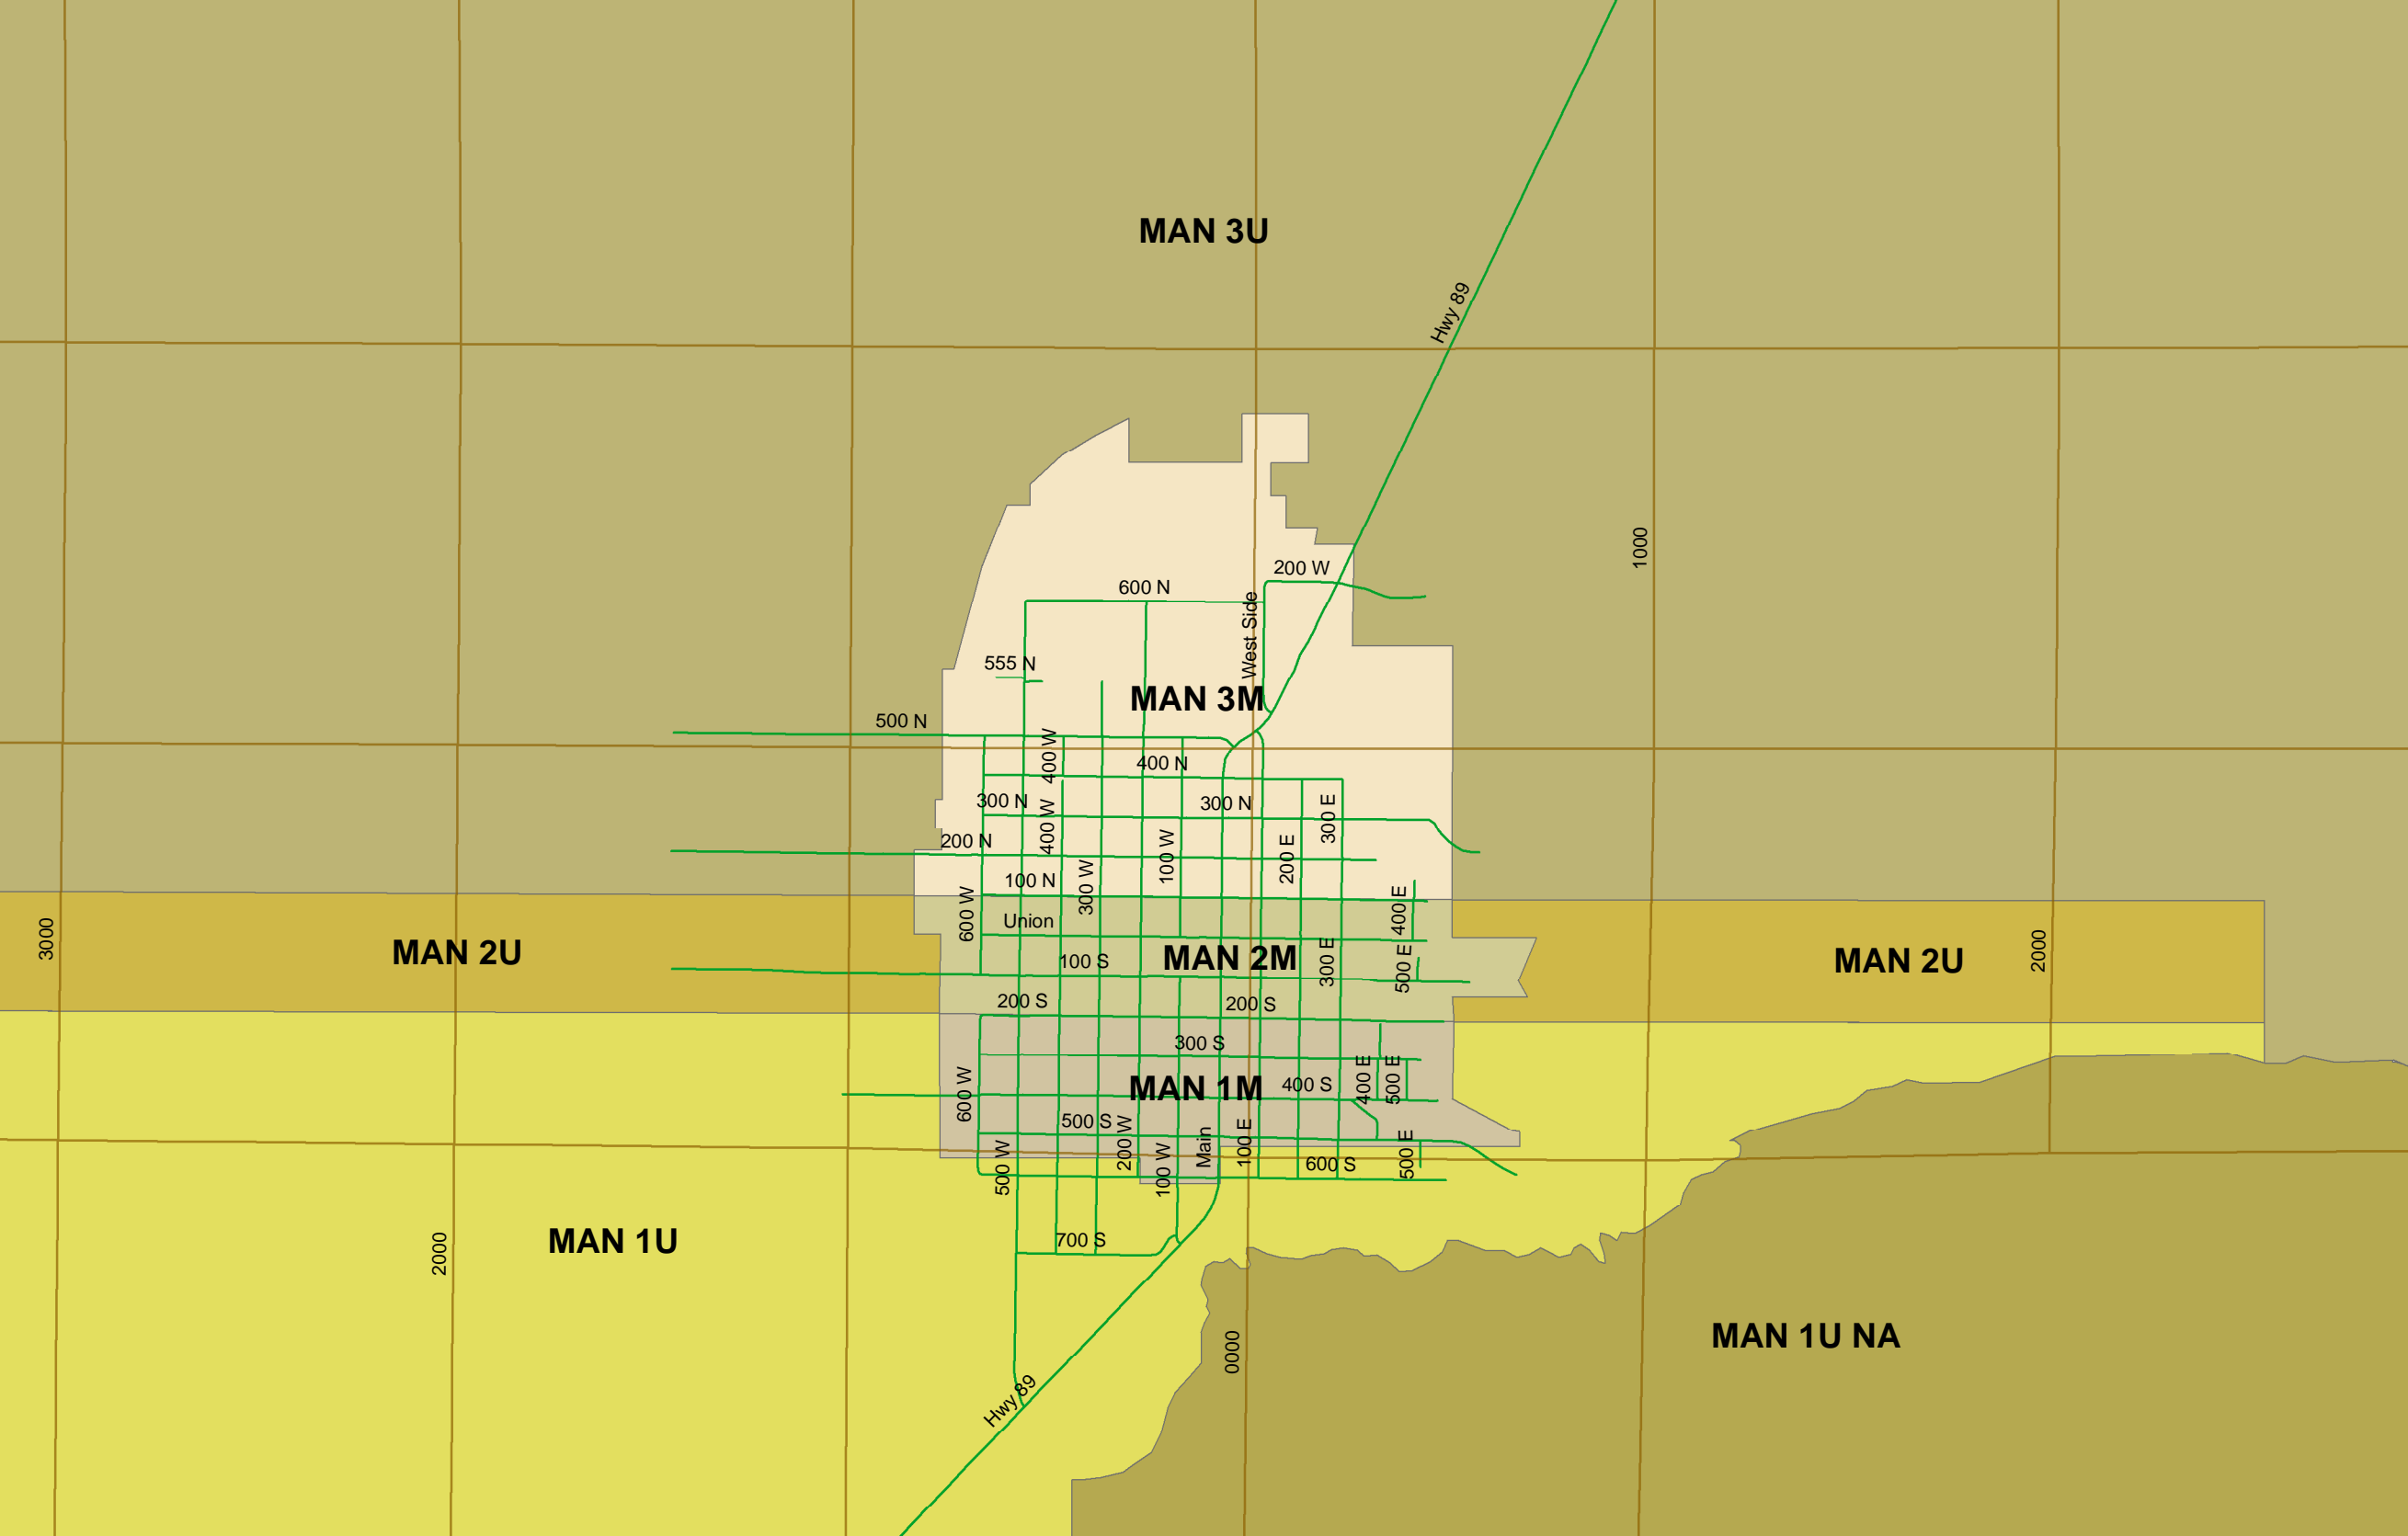 MAN 3U
Hwy 89
1000
200 W
600 N
West Side
555 N
MAN 3M
500 N
400 W
400 N
300 N
300 N
300 E
400 W
200 N
100 W
200 E
100 N
300 W
400 E
600 W
Union
3000
MAN 2U
MAN 2M
100 S
300 E
500 E
MAN 2U
2000
200 S
200 S
300 S
MAN 1M
400 S
400 E
500 E
600 W
500 S
200 W
Main
100 E
500 E
500 W
100 W
600 S
MAN 1U
2000
700 S
MAN 1U NA
0000
Hwy 89